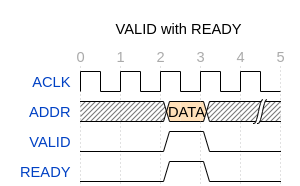 VALID with READY
0 1 2 3 4 5
ACLK
ADDR DATA
VALID
READY